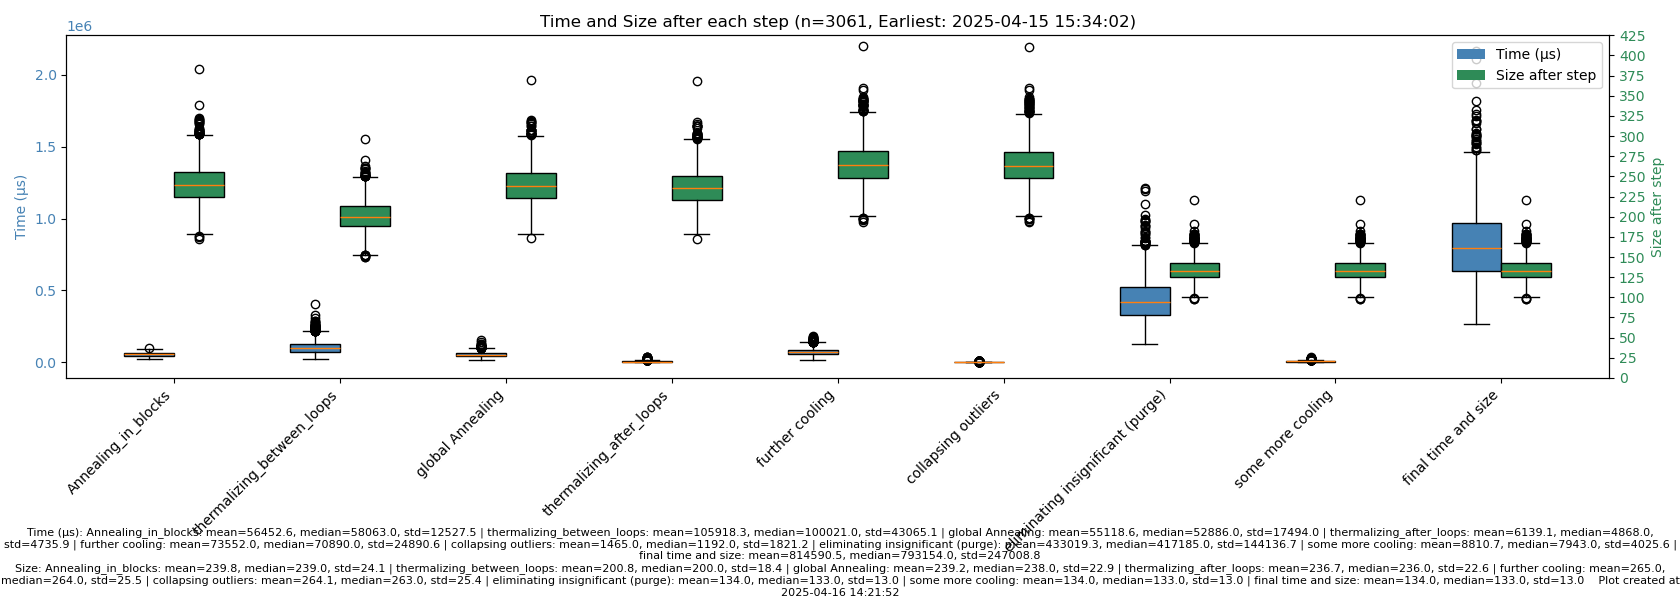 Time and Size after each step (n=3061, Earliest: 2025-04-15 15:34:02)
1e6
Time (μs)
Size after step
2.0
1.5
1.0
0.5
0.0
Time (μs)
425
400
375
350
325
300
275
250
225
200
175
150
125
100
75
50
25
0
Size after step
Annealing_in_blocks
thermalizing_between_loops
global Annealing
thermalizing_after_loops
further cooling
collapsing outliers
eliminating insignificant (purge)
some more cooling
final time and size
Time (μs): Annealing_in_blocks: mean=56452.6, median=58063.0, std=12527.5 | thermalizing_between_loops: mean=105918.3, median=100021.0, std=43065.1 | global Annealing: mean=55118.6, median=52886.0, std=17494.0 | thermalizing_after_loops: mean=6139.1, median=4868.0,
std=4735.9 | further cooling: mean=73552.0, median=70890.0, std=24890.6 | collapsing outliers: mean=1465.0, median=1192.0, std=1821.2 | eliminating insignificant (purge): mean=433019.3, median=417185.0, std=144136.7 | some more cooling: mean=8810.7, median=7943.0, std=4025.6 |
final time and size: mean=814590.5, median=793154.0, std=247008.8
Size: Annealing_in_blocks: mean=239.8, median=239.0, std=24.1 | thermalizing_between_loops: mean=200.8, median=200.0, std=18.4 | global Annealing: mean=239.2, median=238.0, std=22.9 | thermalizing_after_loops: mean=236.7, median=236.0, std=22.6 | further cooling: mean=265.0,
median=264.0, std=25.5 | collapsing outliers: mean=264.1, median=263.0, std=25.4 | eliminating insignificant (purge): mean=134.0, median=133.0, std=13.0 | some more cooling: mean=134.0, median=133.0, std=13.0 | final time and size: mean=134.0, median=133.0, std=13.0 Plot created at
2025-04-16 14:21:52